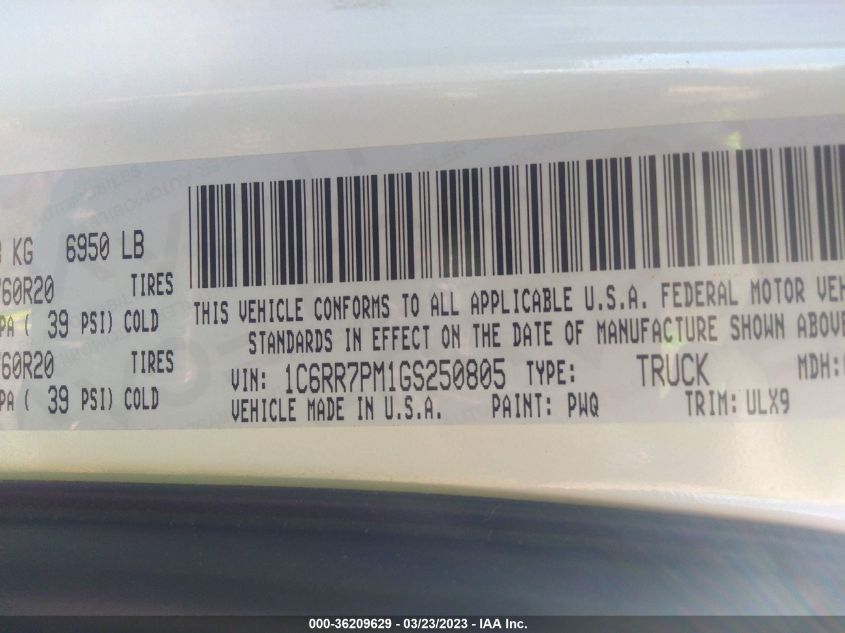 KG 6950 LB
60R20 TIRES
PA ( 39 PSI) COLD
60R20 TIRES
PA ( 39 PSI) COLD
THIS VEHICLE CONFORMS TO ALL APPLICABLE U.S.A. FEDERAL MOTOR VEH
STANDARDS IN EFFECT ON THE DATE OF MANUFACTURE SHOWN ABOVE
VIN: 1C6RR7PM1GS250805 TYPE: TRUCK MDH:
VEHICLE MADE IN U.S.A. PAINT: PWQ TRIM: ULX9
000-36209629 - 03/23/2023 - IAA Inc.